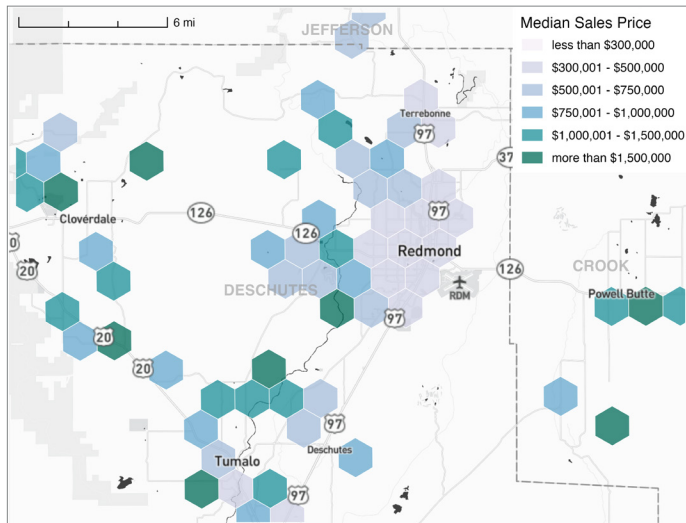 6 mi
JEFFERSON
Median Sales Price
less than $300,000
$300,001 - $500,000
$500,001 - $750,000
$750,001 - $1,000,000
$1,000,001 - $1,500,000
more than $1,500,000
Terrebonne
97
37
Cloverdale
126
97
126
Redmond
20
126
CROOK
DESCHUTES
RDM
Powell Butte
97
20
20
97
Deschutes
Tumalo
97